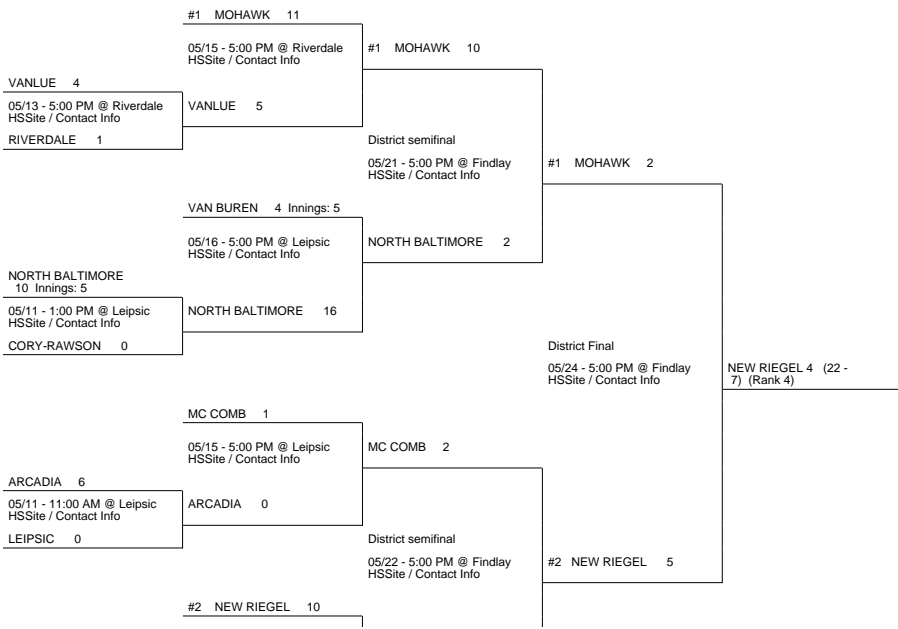 #1 MOHAWK 11
05/15 - 5:00 PM @ Riverdale
HSSite / Contact Info
#1 MOHAWK 10
VANLUE 4
05/13 - 5:00 PM @ Riverdale
HSSite / Contact Info
VANLUE 5
RIVERDALE 1
District semifinal
05/21 - 5:00 PM @ Findlay
HSSite / Contact Info
#1 MOHAWK 2
VAN BUREN 4 Innings: 5
05/16 - 5:00 PM @ Leipsic
HSSite / Contact Info
NORTH BALTIMORE 2
NORTH BALTIMORE
10 Innings: 5
05/11 - 1:00 PM @ Leipsic
HSSite / Contact Info
NORTH BALTIMORE 16
CORY-RAWSON 0
District Final
05/24 - 5:00 PM @ Findlay
HSSite / Contact Info
NEW RIEGEL 4 (22 -
7) (Rank 4)
MC COMB 1
05/15 - 5:00 PM @ Leipsic
HSSite / Contact Info
MC COMB 2
ARCADIA 6
05/11 - 11:00 AM @ Leipsic
HSSite / Contact Info
ARCADIA 0
LEIPSIC 0
District semifinal
05/22 - 5:00 PM @ Findlay
HSSite / Contact Info
#2 NEW RIEGEL 5
#2 NEW RIEGEL 10